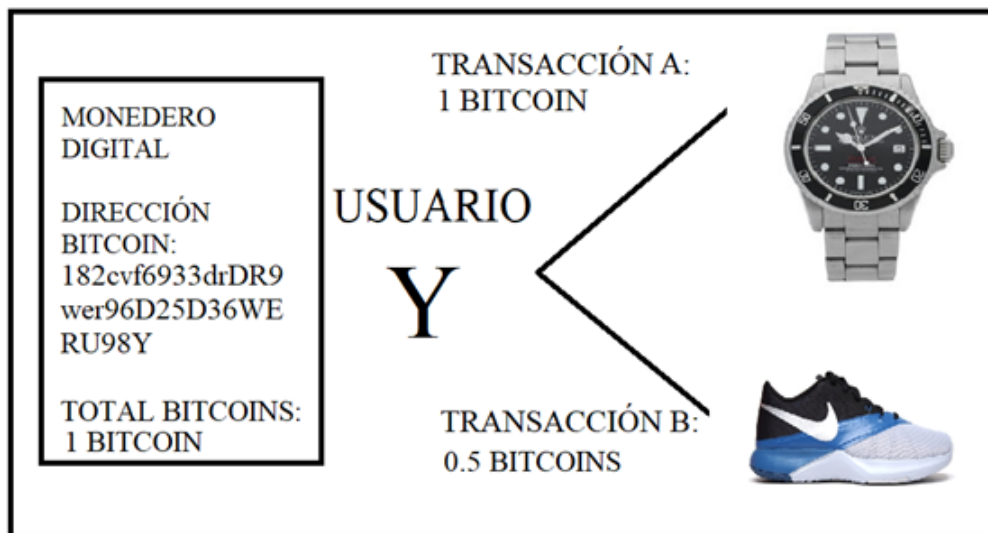 MONEDERO
DIGITAL
DIRECCIÓN
BITCOIN:
182cvf6933drDR9
wer96D25D36WE
RU98Y
TOTAL BITCOINS:
1 BITCOIN
USUARIO
Y
TRANSACCIÓN A:
1 BITCOIN
TRANSACCIÓN B:
0.5 BITCOINS